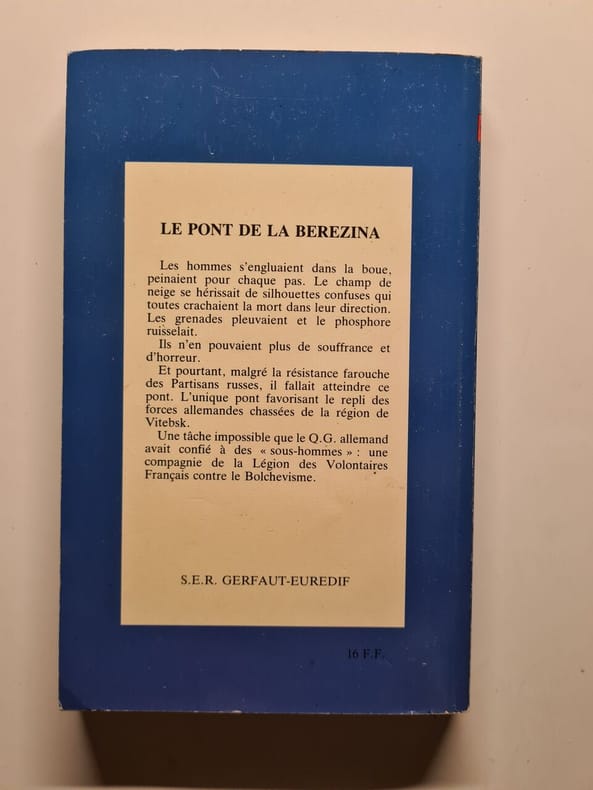 LE PONT DE LA BEREZINA
Les hommes s'engluaient dans la boue,
peinaient pour chaque pas. Le champ de
neige se hérissait de silhouettes confuses qui
toutes crachaient la mort dans leur direction.
Les grenades pleuvaient et le phosphore
ruisselait.
Ils n'en pouvaient plus de souffrance et
d'horreur.
Et pourtant, malgré la résistance farouche
des Partisans russes, il fallait atteindre ce
pont. L'unique pont favorisant le repli des
forces allemandes chassées de la région de
Vitebsk.
Une tâche impossible que le Q.G. allemand
avait confié à des « sous-hommes » : une
compagnie de la Légion des Volontaires
Français contre le Bolchevisme.
S.E.R. GERFAUT-EUREDIF
16 F.F.